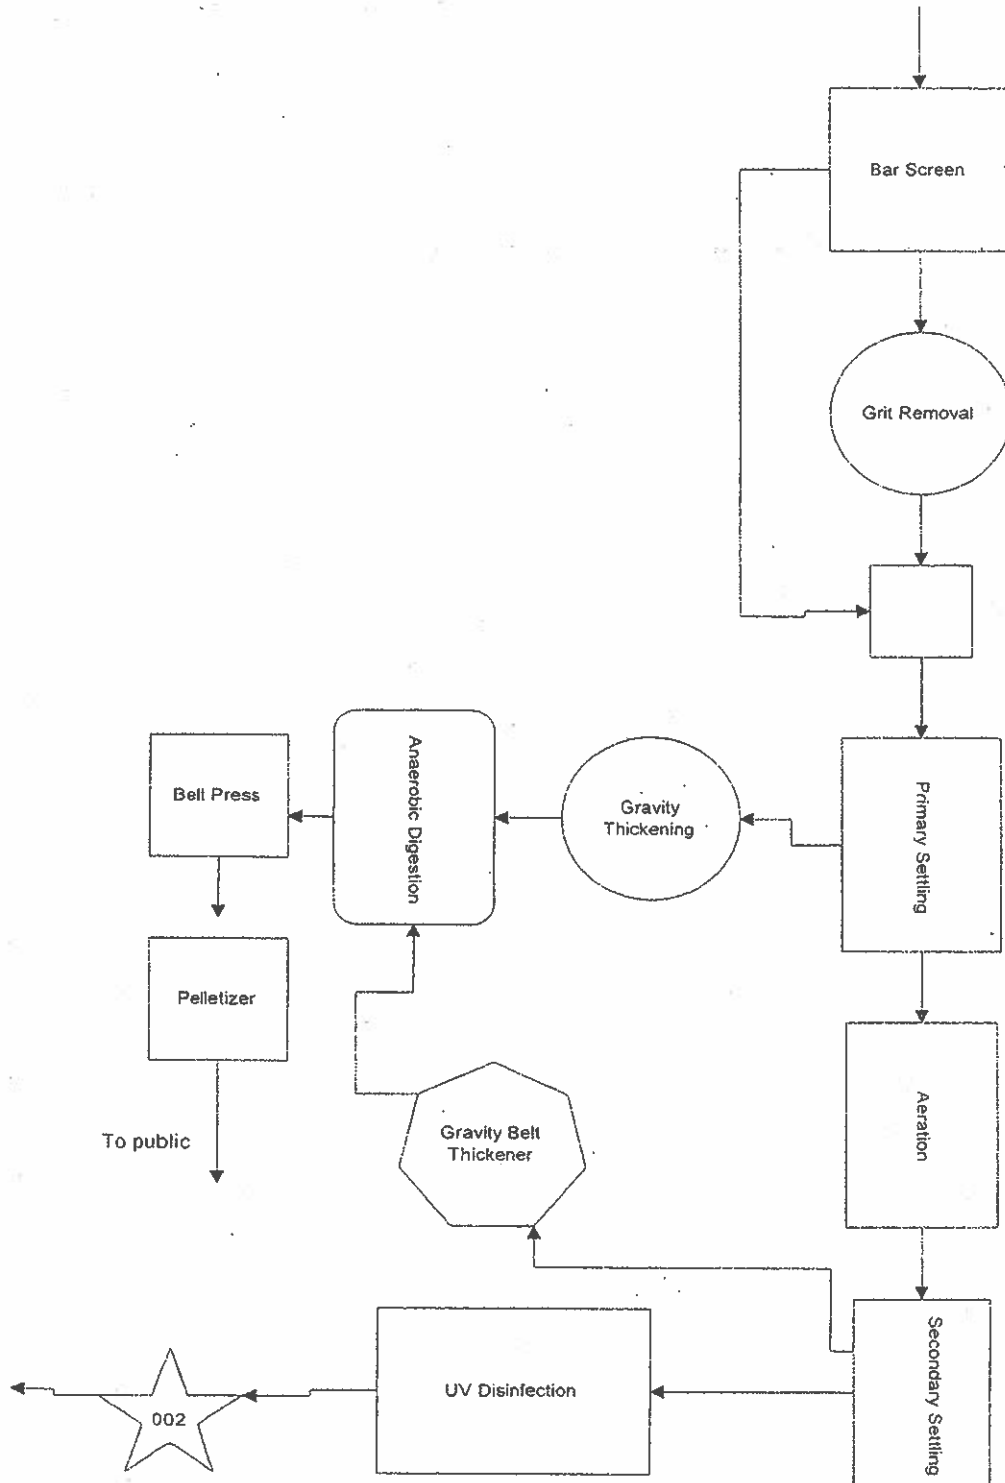 Bar Screen
Grit Removal
Primary Settling
Gravity
Thickening
Anaerobic Digestion
Belt Press
Pelletizer
To public
Aeration
Gravity Belt
Thickener
Secondary Settling
UV Disinfection
002